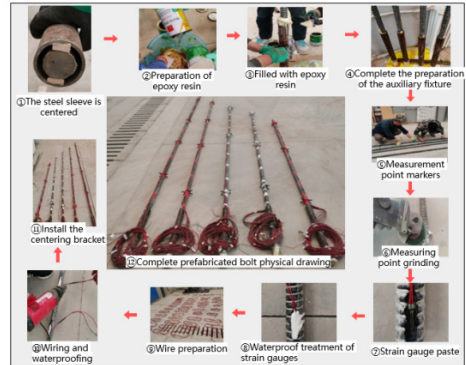 ①The steel sleeve is
centered
②Preparation of
epoxy resin
③Filled with epoxy
resin
④Complete the preparation
of the auxiliary fixture
⑤Measurement
point markers
⑥Measuring
point grinding
⑦Strain gauge paste
⑧Waterproof treatment of
strain gauges
⑨Wire preparation
⑩Wiring and
waterproofing
⑪Install the
centering bracket
⑫Complete prefabricated bolt physical drawing